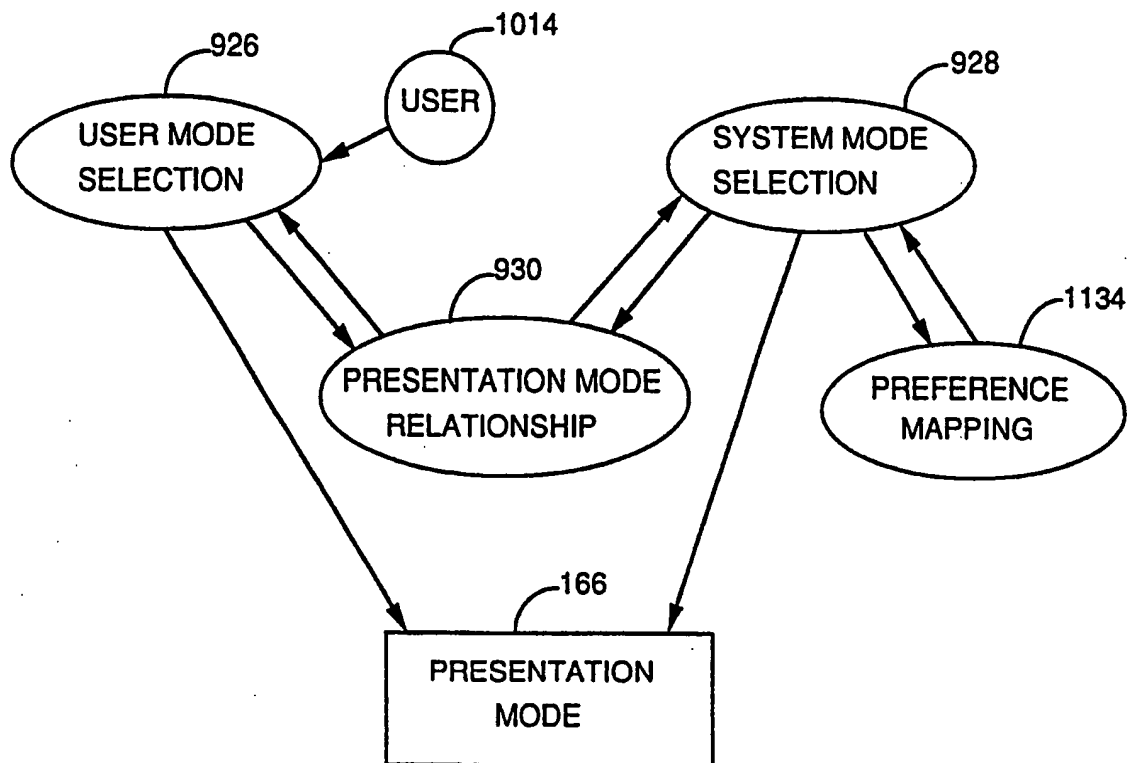 1014
926
USER
928
USER MODE
SELECTION
SYSTEM MODE
SELECTION
930
1134
PRESENTATION MODE
RELATIONSHIP
PREFERENCE
MAPPING
166
PRESENTATION
MODE